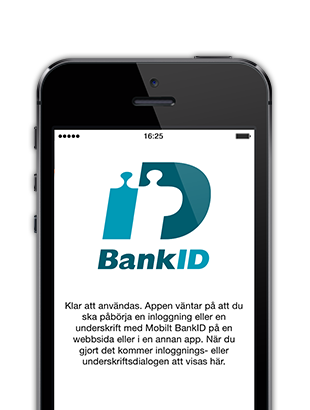 16:25
BankID
Klar att användas. Appen väntar på att du
ska påbörja en inloggning eller en
underskrift med Mobilt BankID på en
webbsida eller i en annan app. När du
gjort det kommer inloggnings- eller
underskriftsdialogen att visas här.